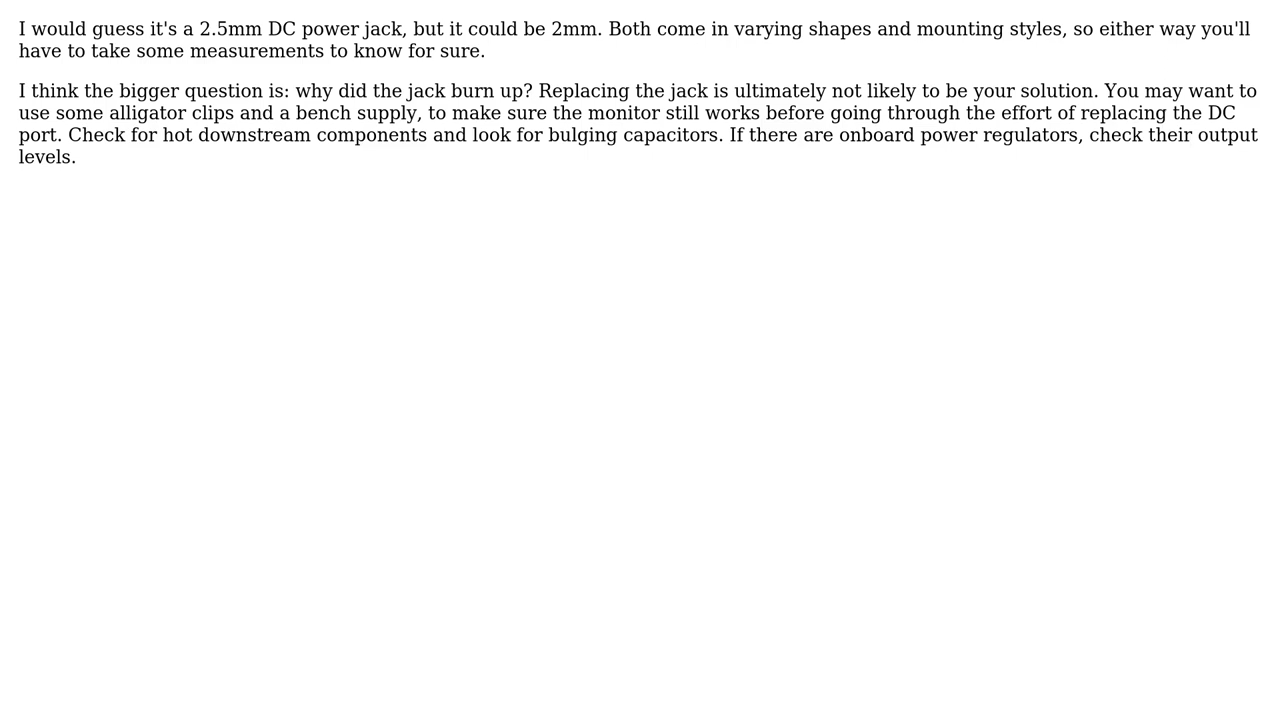 I would guess it's a 2.5mm DC power jack, but it could be 2mm. Both come in varying shapes and mounting styles, so either way you'll
have to take some measurements to know for sure.
I think the bigger question is: why did the jack burn up? Replacing the jack is ultimately not likely to be your solution. You may want to
use some alligator clips and a bench supply, to make sure the monitor still works before going through the effort of replacing the DC
port. Check for hot downstream components and look for bulging capacitors. If there are onboard power regulators, check their output
levels.